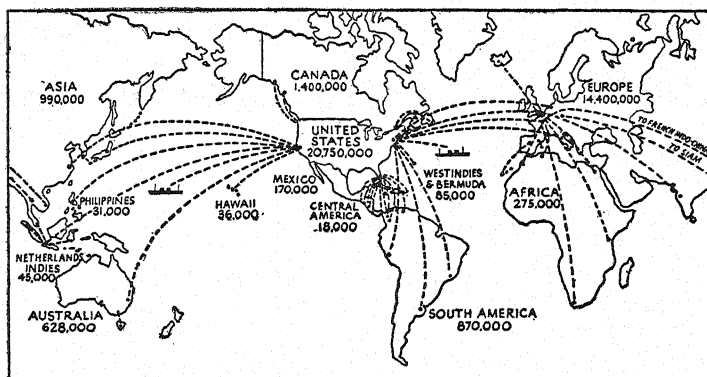 ASIA
990,000
CANADA
1,400,000
EUROPE
14,400,000
TO FRENCH INDO-CHINA
TO SIAM
UNITED
STATES
20,750,000
MEXICO
170,000
WEST INDIES
& BERMUDA
85,000
AFRICA
275,000
PHILIPPINES
31,000
HAWAII
36,000
CENTRAL
AMERICA
18,000
NETHERLANDS
INDIES
45,000
AUSTRALIA
628,000
SOUTH AMERICA
870,000